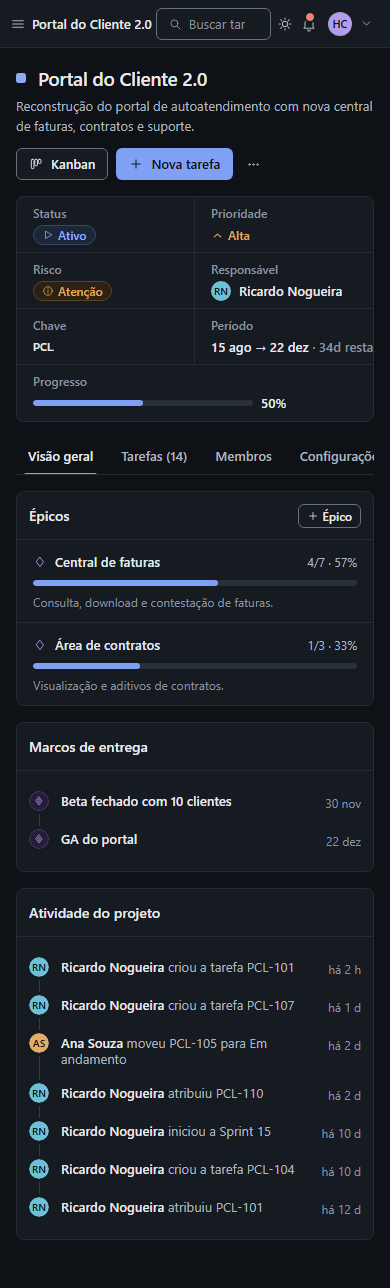 Portal do Cliente 2.0
Buscar tar
HC
Portal do Cliente 2.0
Reconstrução do portal de autoatendimento com nova central
de faturas, contratos e suporte.
Kanban
Nova tarefa
Status
Prioridade
Ativo
Alta
Risco
Responsável
Atenção
RN Ricardo Nogueira
Chave
Período
PCL
15 ago → 22 dez · 34d resta
Progresso
50%
Visão geral
Tarefas (14)
Membros
Configuraçõe
Épicos
+ Épico
Central de faturas
4/7 · 57%
Consulta, download e contestação de faturas.
Área de contratos
1/3 · 33%
Visualização e aditivos de contratos.
Marcos de entrega
Beta fechado com 10 clientes
30 nov
GA do portal
22 dez
Atividade do projeto
RN Ricardo Nogueira criou a tarefa PCL-101
há 2 h
RN Ricardo Nogueira criou a tarefa PCL-107
há 1 d
AS Ana Souza moveu PCL-105 para Em
andamento
há 2 d
RN Ricardo Nogueira atribuiu PCL-110
há 2 d
RN Ricardo Nogueira iniciou a Sprint 15
há 10 d
RN Ricardo Nogueira criou a tarefa PCL-104
há 10 d
RN Ricardo Nogueira atribuiu PCL-101
há 12 d